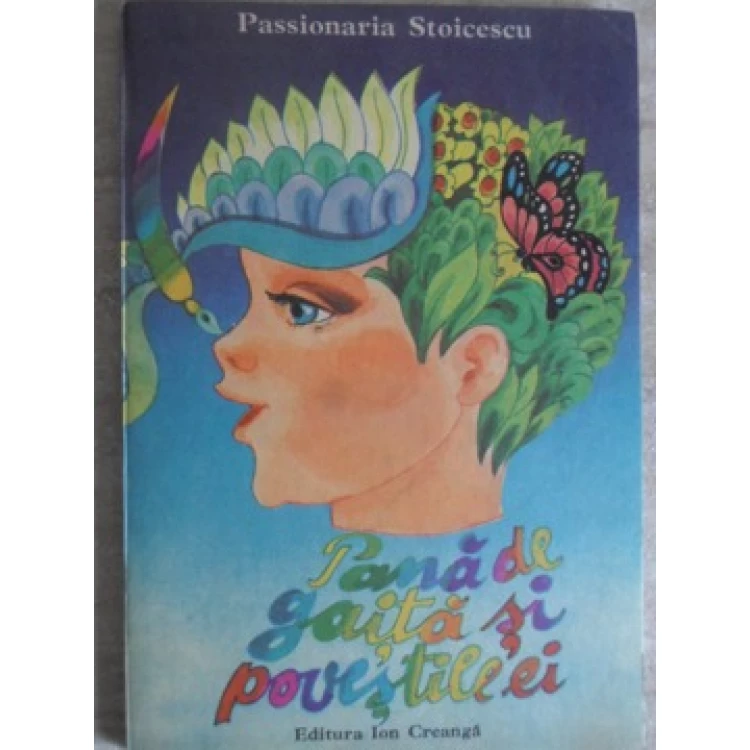 Passionaria Stoicescu
Pană de
gaiță și
poveștile ei
Editura Ion Creangă